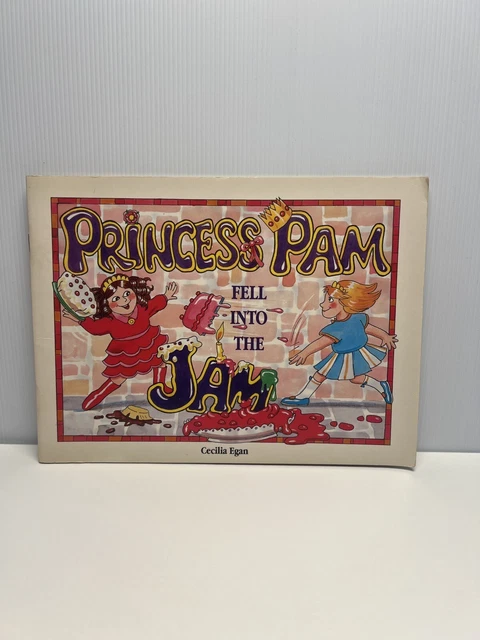 PRINCESS PAM
FELL
INTO
THE
JAM
Cecilia Egan